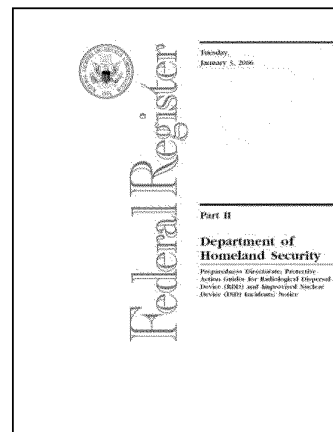 Federal Register
Tuesday,
January 3, 2006
Part II
Department of
Homeland Security
Preparedness Directorate; Protective
Action Guides for Radiological Dispersal
Device (RDD) and Improvised Nuclear
Device (IND) Incidents; Notice